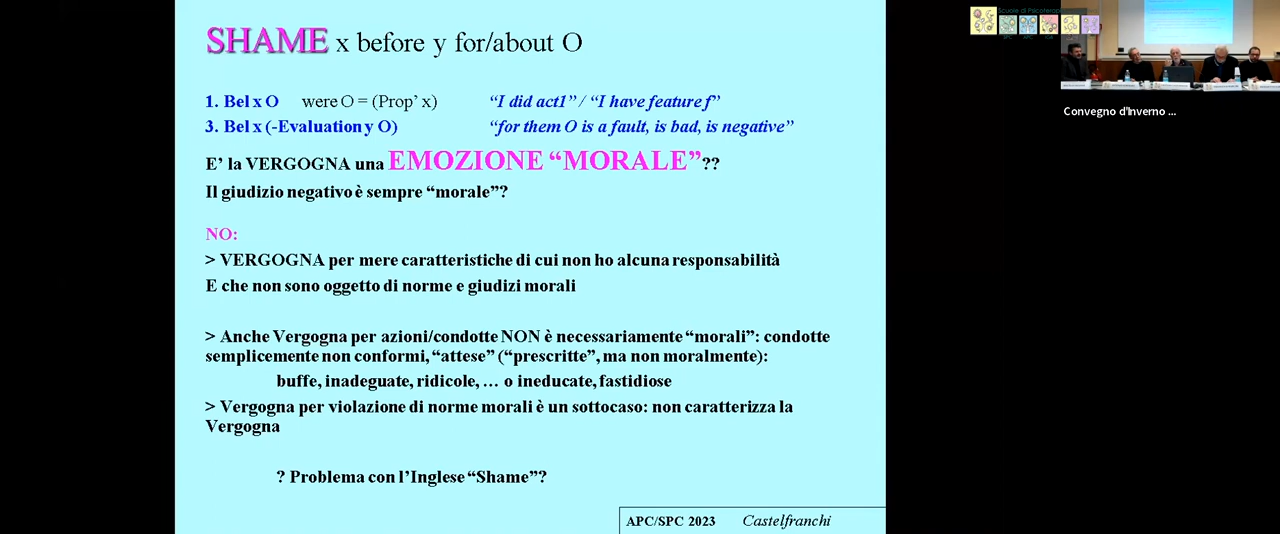 SHAME x before y for/about O
1. Bel x O were O = (Prop’ x) “I did act1” / “I have feature f”
3. Bel x (-Evaluation y O) “for them O is a fault, is bad, is negative”
E’ la VERGOGNA una EMOZIONE “MORALE”??
Il giudizio negativo è sempre “morale”?
NO:
> VERGOGNA per mere caratteristiche di cui non ho alcuna responsabilità
E che non sono oggetto di norme e giudizi morali
> Anche Vergogna per azioni/condotte NON è necessariamente “morali”: condotte
semplicemente non conformi, “attese” (“prescritte”, ma non moralmente):
buffe, inadeguate, ridicole, … o ineducate, fastidiose
> Vergogna per violazione di norme morali è un sottocaso: non caratterizza la
Vergogna
? Problema con l’Inglese “Shame”?
APC/SPC 2023 Castelfranchi
Scuole di Psicoterapi
Convegno d'Inverno ...